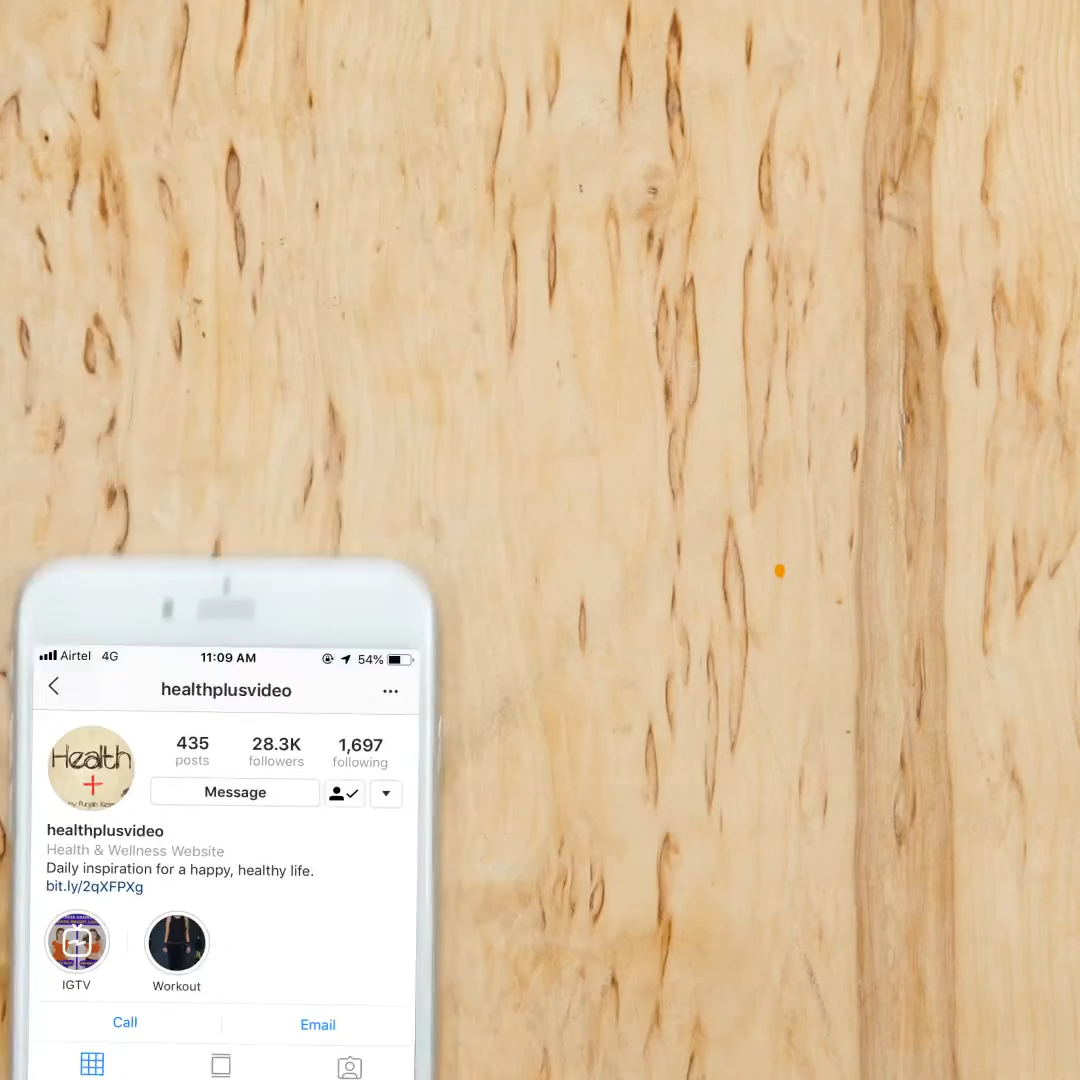 Airtel 4G 11:09 AM 54%
healthplusvideo
435 28.3K 1,697
posts followers following
Health
Message
healthplusvideo
Health & Wellness Website
Daily inspiration for a happy, healthy life.
bit.ly/2qXFPXg
IGTV Workout
Call Email